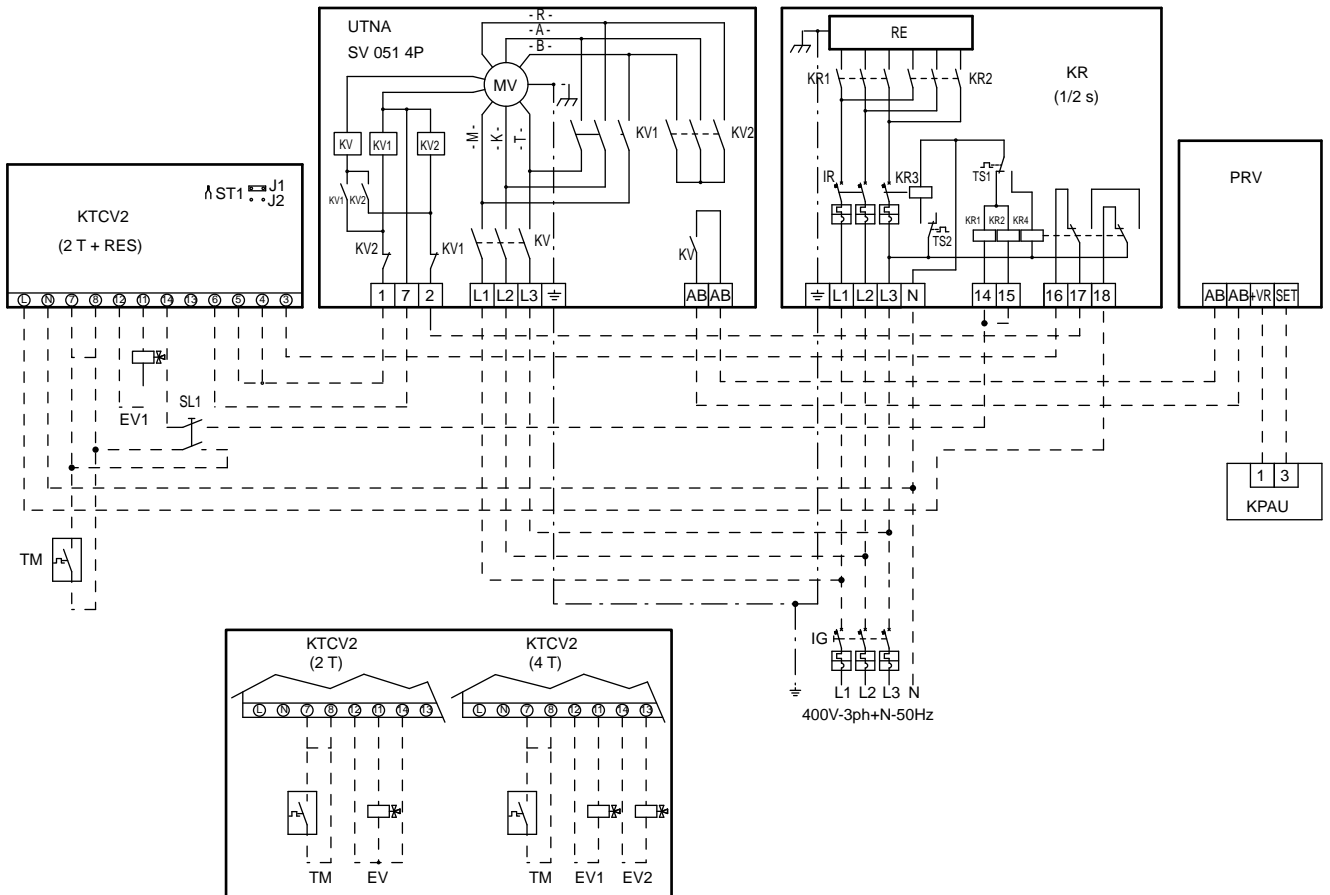 UTNA
SV 051 4P
- R -
- A -
- B -
MV
- M -
- K -
- T -
KV
KV1
KV2
KV1
KV2
KV2
KV1
KV
KV1
KV2
KV
1
7
2
L1
L2
L3
AB
AB
RE
KR1
KR2
KR
(1/2 s)
IR
KR3
TS1
TS2
KR1
KR2
KR4
L1
L2
L3
N
14
15
16
17
18
PRV
AB
AB
+VR
SET
1
3
KPAU
ST1
J1
J2
KTCV2
(2 T + RES)
L
N
7
8
12
11
14
13
6
5
4
3
EV1
SL1
TM
IG
L1 L2 L3 N
400V-3ph+N-50Hz
KTCV2
(2 T)
L
N
7
8
12
11
14
13
TM
EV
KTCV2
(4 T)
L
N
7
8
12
11
14
13
TM
EV1
EV2